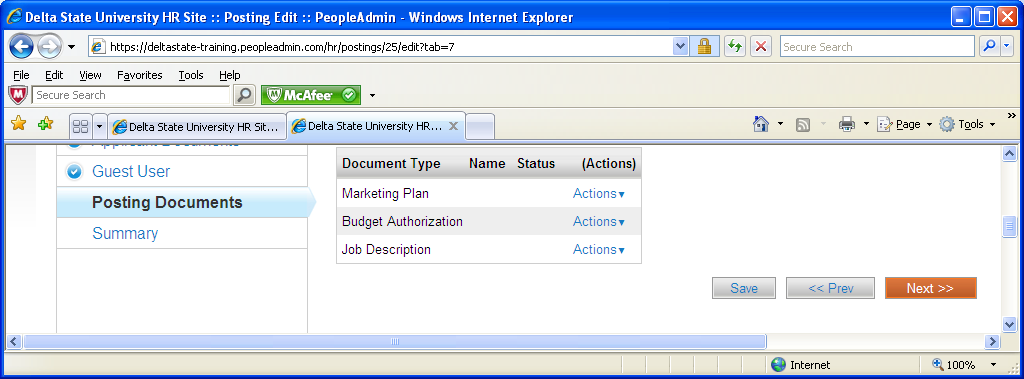 Delta State University HR Site :: Posting Edit :: PeopleAdmin - Windows Internet Explorer
https://deltastate-training.peopleadmin.com/hr/postings/25/edit?tab=7
Secure Search
File Edit View Favorites Tools Help
Secure Search McAfee
Delta State University HR Sit... Delta State University HR... Page Tools »
Applicant Documents
Guest User
Posting Documents
Summary
Document Type Name Status (Actions)
Marketing Plan Actions
Budget Authorization Actions
Job Description Actions
Save << Prev Next >>
Internet 100%